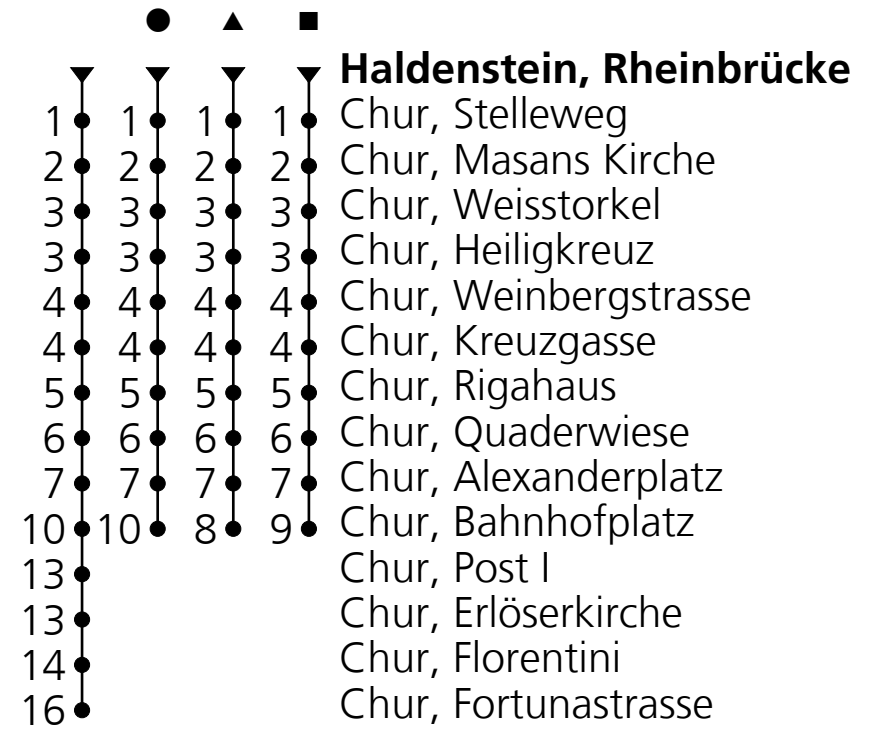 Haldenstein, Rheinbrücke
1 1 1 1 Chur, Stelleweg
2 2 2 2 Chur, Masans Kirche
3 3 3 3 Chur, Weisstorkel
3 3 3 3 Chur, Heiligkreuz
4 4 4 4 Chur, Weinbergstrasse
4 4 4 4 Chur, Kreuzgasse
5 5 5 5 Chur, Rigahaus
6 6 6 6 Chur, Quaderwiese
7 7 7 7 Chur, Alexanderplatz
10 10 8 9 Chur, Bahnhofplatz
13 Chur, Post I
13 Chur, Erlöserkirche
14 Chur, Florentini
16 Chur, Fortunastrasse